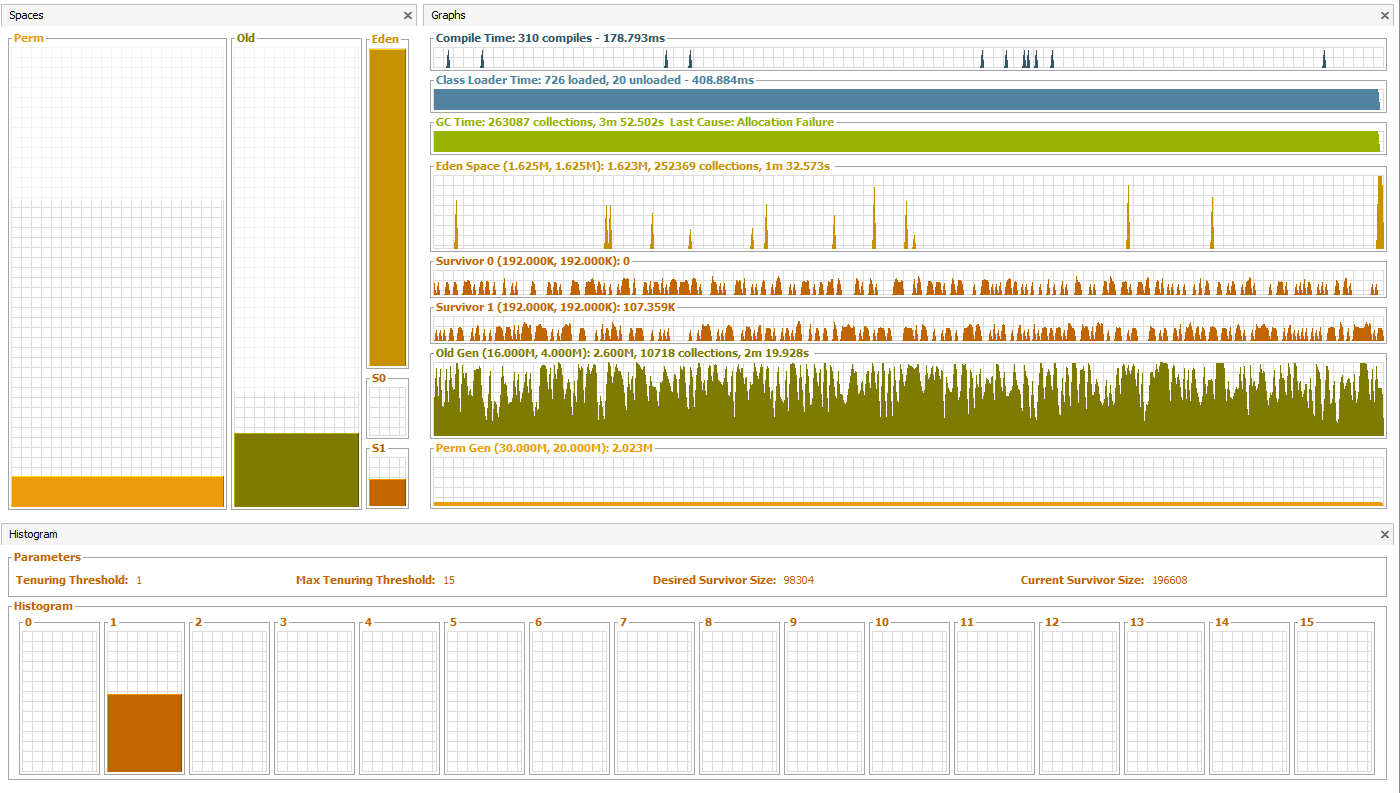 Spaces
Perm
Old
Eden
S0
S1
Graphs
Compile Time: 310 compiles - 178.793ms
Class Loader Time: 726 loaded, 20 unloaded - 408.884ms
GC Time: 263087 collections, 3m 52.502s Last Cause: Allocation Failure
Eden Space (1.625M, 1.625M): 1.623M, 252369 collections, 1m 32.573s
Survivor 0 (192.000K, 192.000K): 0
Survivor 1 (192.000K, 192.000K): 107.359K
Old Gen (16.000M, 4.000M): 2.600M, 10718 collections, 2m 19.928s
Perm Gen (30.000M, 20.000M): 2.023M
Histogram
Parameters
Tenuring Threshold: 1 Max Tenuring Threshold: 15 Desired Survivor Size: 98304 Current Survivor Size: 196608
Histogram
0 1 2 3 4 5 6 7 8 9 10 11 12 13 14 15